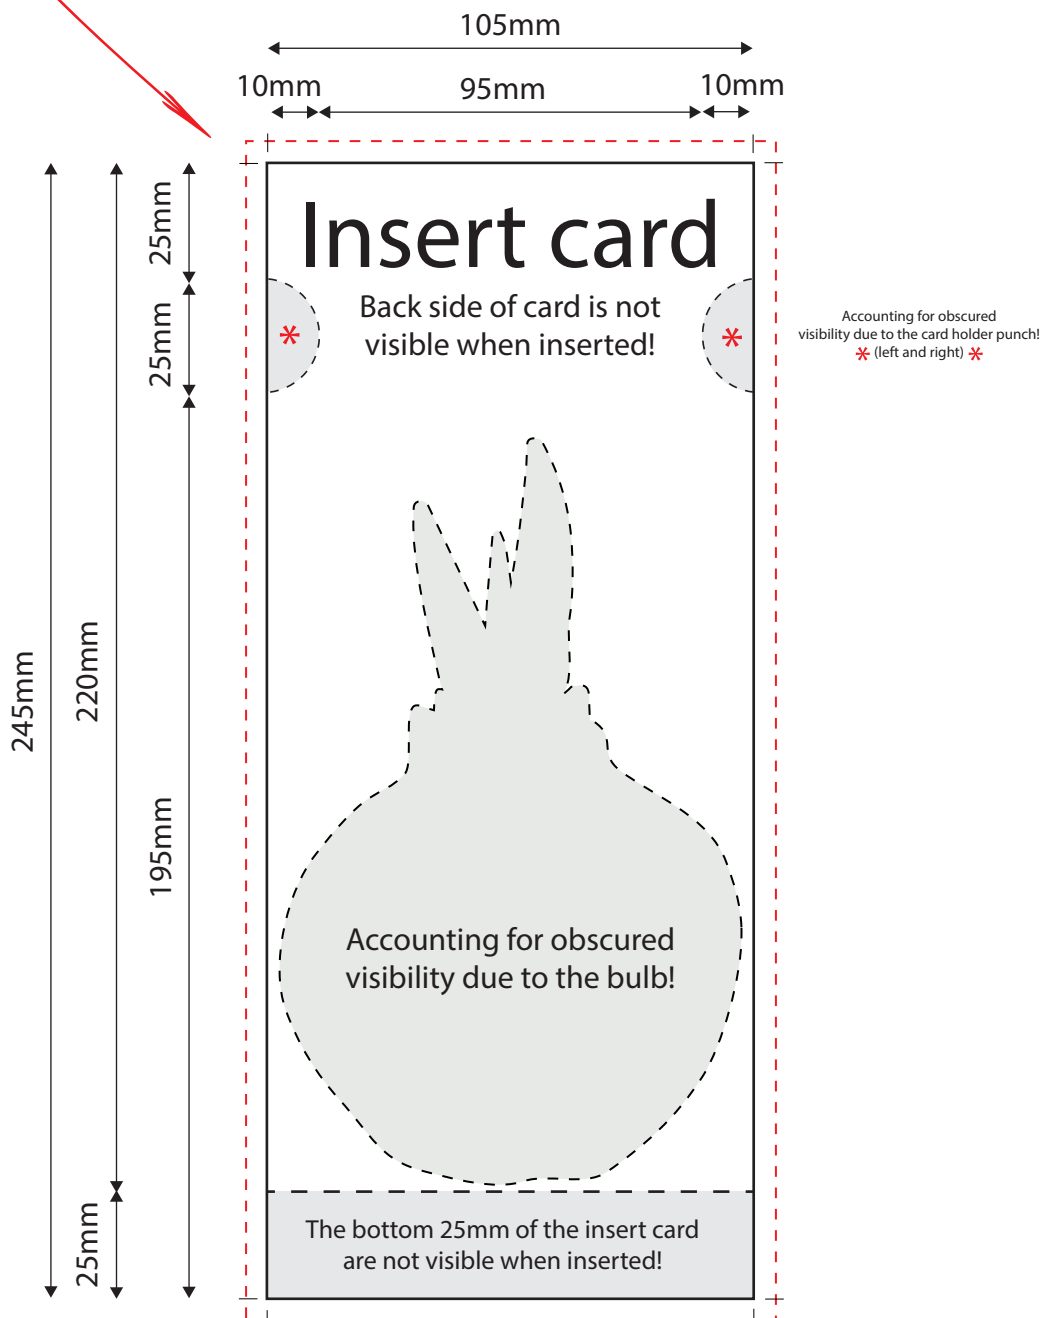 105mm
10mm
95mm
10mm
25mm
25mm
195mm
220mm
25mm
245mm
Insert card
Back side of card is not
visible when inserted!
*
*
Accounting for obscured
visibility due to the card holder punch!
* (left and right) *
Accounting for obscured
visibility due to the bulb!
The bottom 25mm of the insert card
are not visible when inserted!